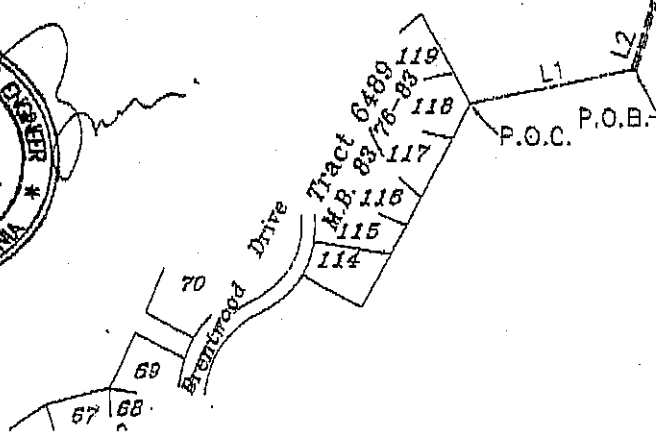 ENGINEER *
Tract 6489
M.B. 83/76-83
119
118
117
116
115
114
L1
L2
P.O.C.
P.O.B.
Brentwood Drive
70
69
68
67